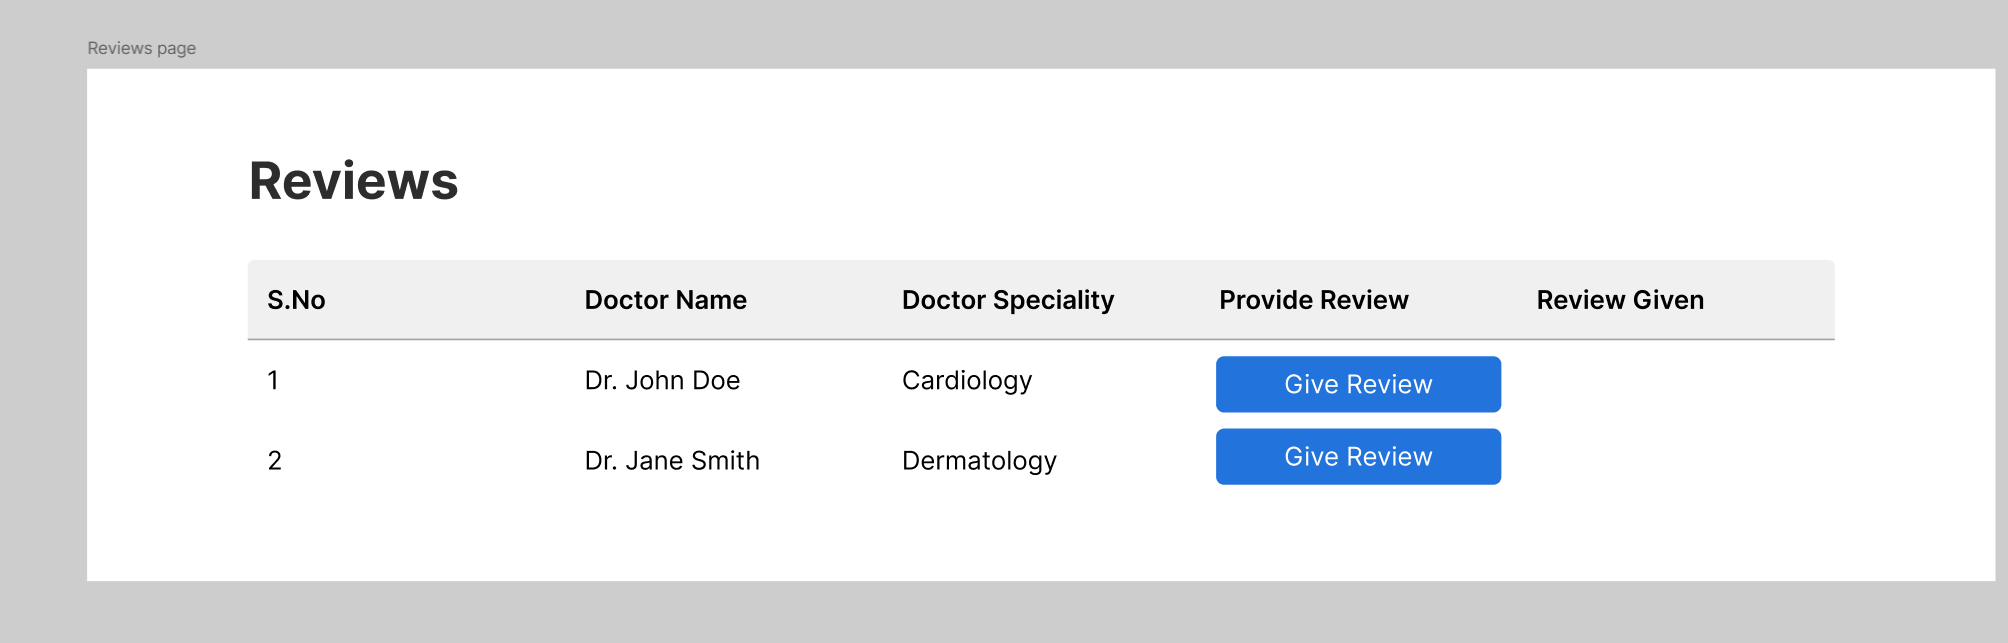 Reviews page
Reviews
S.No Doctor Name Doctor Speciality Provide Review Review Given
1 Dr. John Doe Cardiology Give Review
2 Dr. Jane Smith Dermatology Give Review